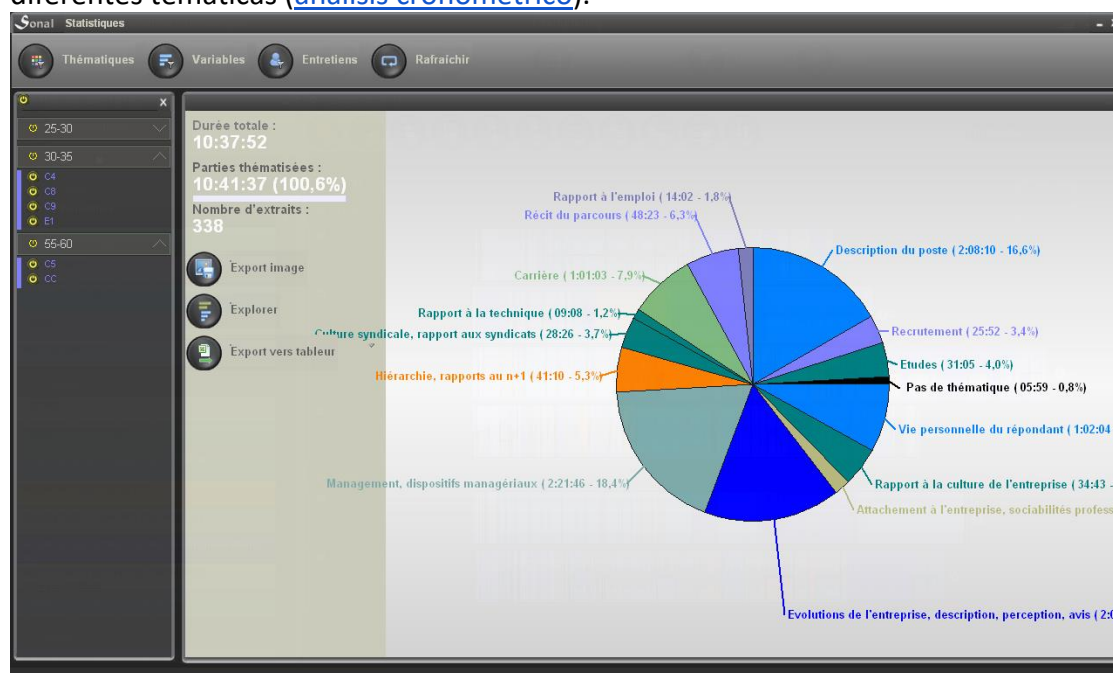 diferentes temáticas (análisis cronométrico).
Sonal Statistiques
Thématiques Variables Entretiens Rafraîchir
x
25-30
30-35
C4
C8
C9
E1
55-60
C5
CC
Durée totale :
10:37:52
Parties thématisées :
10:41:37 (100,6%)
Nombre d'extraits :
338
Export image
Explorer
Export vers tableur
Rapport à l'emploi ( 14:02 - 1,8%)
Récit du parcours ( 48:23 - 6,3%)
Description du poste ( 2:08:10 - 16,6%)
Carrière ( 1:01:03 - 7,9%)
Rapport à la technique ( 09:08 - 1,2%)
Culture syndicale, rapport aux syndicats ( 28:26 - 3,7%)
Recrutement ( 25:52 - 3,4%)
Etudes ( 31:05 - 4,0%)
Hiérarchie, rapports au n+1 ( 41:10 - 5,3%)
Pas de thématique ( 05:59 - 0,8%)
Vie personnelle du répondant ( 1:02:04
Management, dispositifs managériaux ( 2:21:46 - 18,4%)
Rapport à la culture de l'entreprise ( 34:43 -
Attachement à l'entreprise, sociabilités
Evolutions de l'entreprise, description, perception, avis (